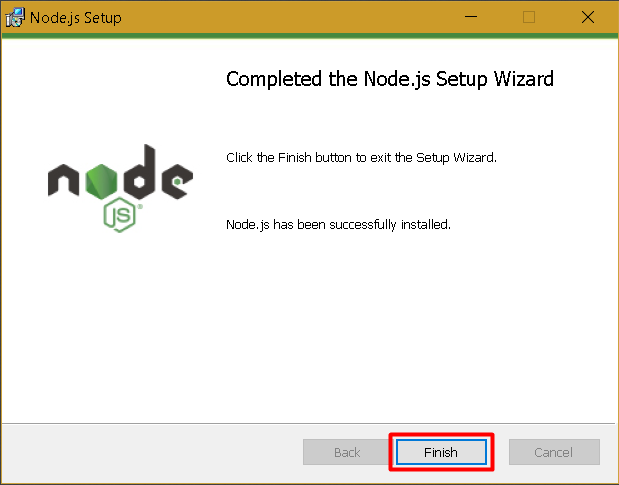 Node.js Setup
Completed the Node.js Setup Wizard
Click the Finish button to exit the Setup Wizard.
node
JS
Node.js has been successfully installed.
Back
Finish
Cancel